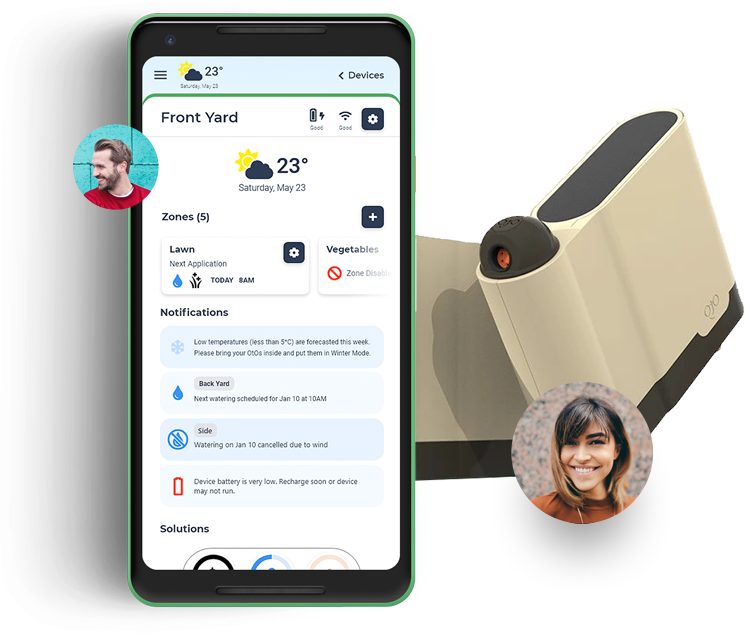 23°
Saturday, May 23
Devices
Front Yard
Good
Good
23°
Saturday, May 23
Zones (5)
Lawn
Next Application
TODAY 8AM
Vegetables
Zone Disabl
Notifications
Low temperatures (less than 5°C) are forecasted this week.
Please bring your OtOs inside and put them in Winter Mode.
Back Yard
Next watering scheduled for Jan 10 at 10AM
Side
Watering on Jan 10 cancelled due to wind
Device battery is very low. Recharge soon or device
may not run.
Solutions
OtO
OtO